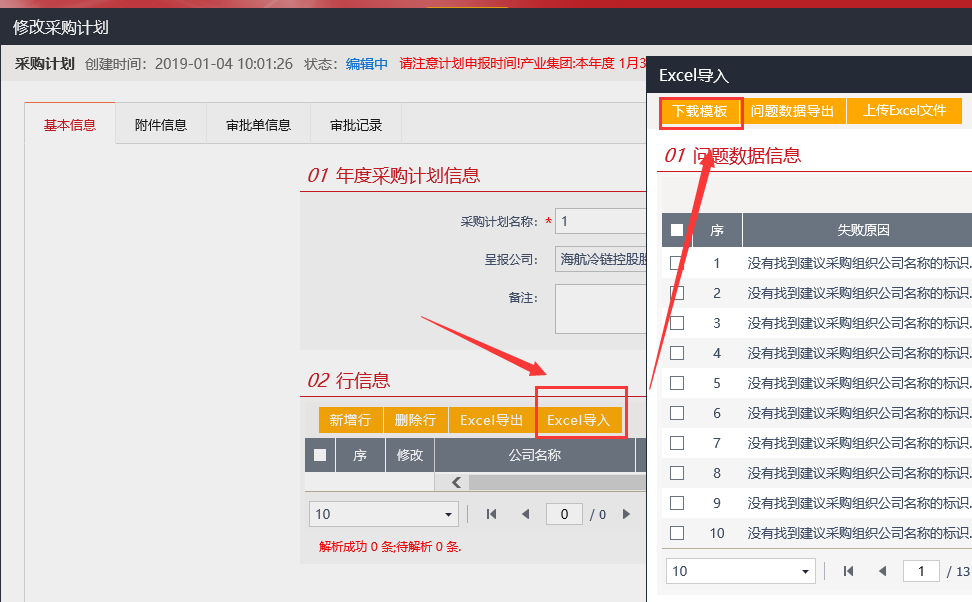 修改采购计划
采购计划 创建时间：2019-01-04 10:01:26 状态：编辑中 请注意计划申报时间!产业集团:本年度 1月3
基本信息 附件信息 审批单信息 审批记录
01 年度采购计划信息
采购计划名称：* 1
呈报公司： 海航冷链控股
备注：
02 行信息
新增行 删除行 Excel导出 Excel导入
序 修改 公司名称
10 0 / 0
解析成功 0 条;待解析 0 条.
Excel导入
下载模板 问题数据导出 上传Excel文件
01 问题数据信息
序 失败原因
1 没有找到建议采购组织公司名称的标识.
2 没有找到建议采购组织公司名称的标识.
3 没有找到建议采购组织公司名称的标识.
4 没有找到建议采购组织公司名称的标识.
5 没有找到建议采购组织公司名称的标识.
6 没有找到建议采购组织公司名称的标识.
7 没有找到建议采购组织公司名称的标识.
8 没有找到建议采购组织公司名称的标识.
9 没有找到建议采购组织公司名称的标识.
10 没有找到建议采购组织公司名称的标识.
10 1 / 13